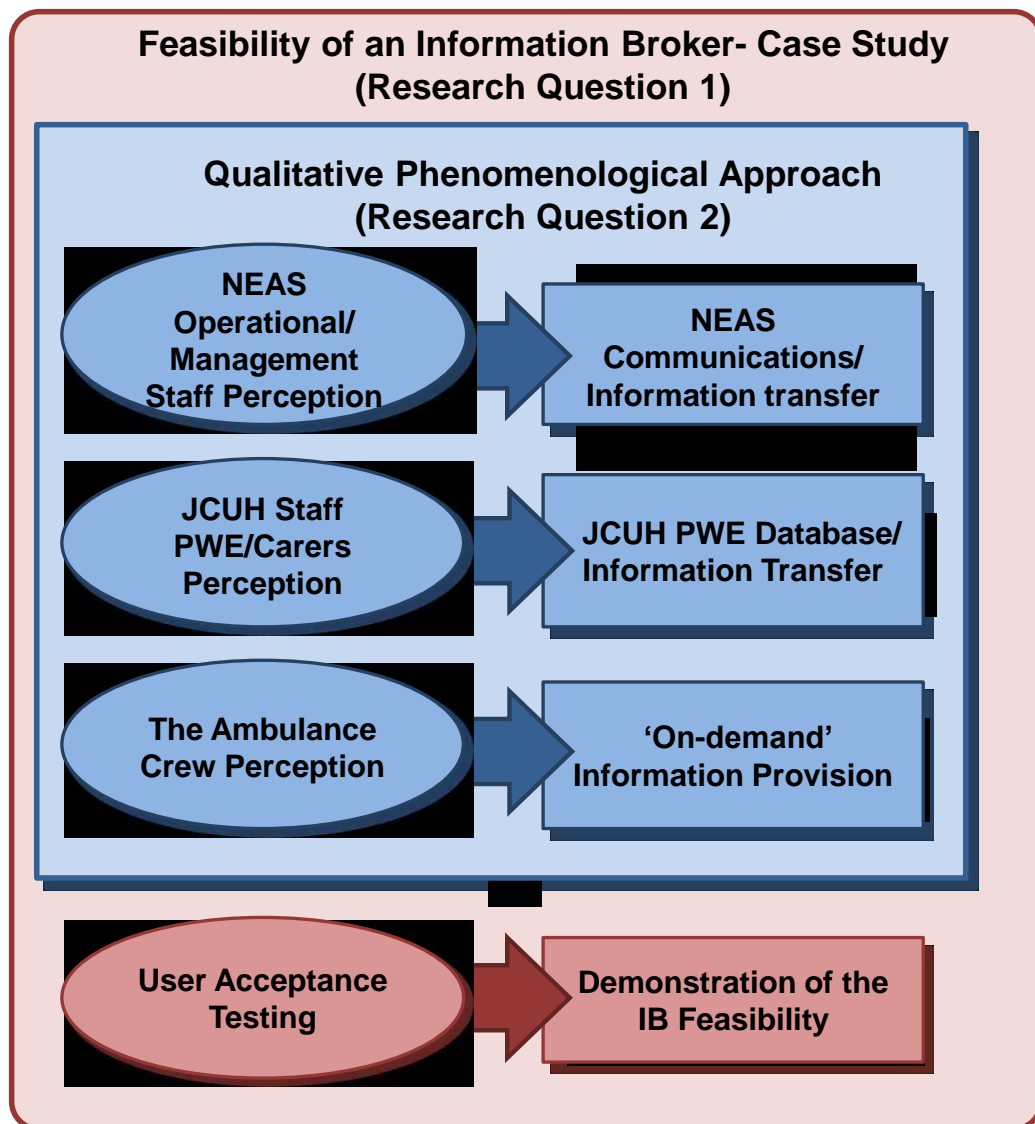 Feasibility of an Information Broker- Case Study
(Research Question 1)
Qualitative Phenomenological Approach
(Research Question 2)
NEAS
Operational/
Management
Staff Perception
NEAS
Communications/
Information transfer
JCUH Staff
PWE/Carers
Perception
JCUH PWE Database/
Information Transfer
The Ambulance
Crew Perception
‘On-demand’
Information Provision
User Acceptance
Testing
Demonstration of the
IB Feasibility